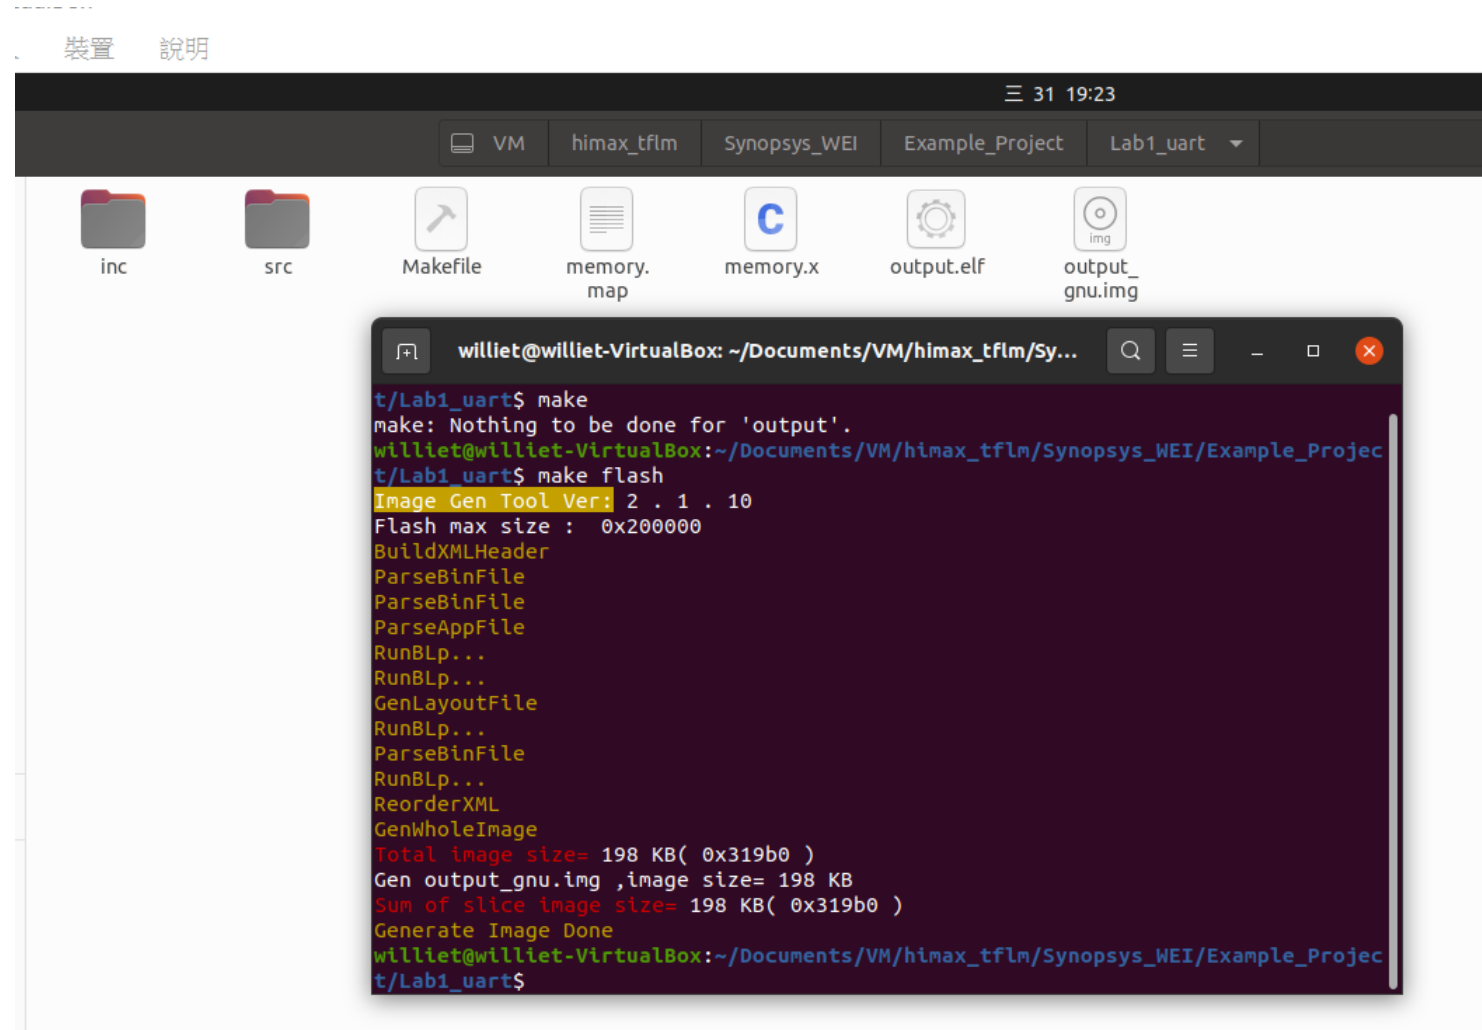 裝置 說明
三 31 19:23
VM himax_tflm Synopsys_WEI Example_Project Lab1_uart
inc src Makefile memory. memory.x output.elf output_
map gnu.img
C
img
williet@williet-VirtualBox: ~/Documents/VM/himax_tflm/Sy...
t/Lab1_uart$ make
make: Nothing to be done for 'output'.
williet@williet-VirtualBox:~/Documents/VM/himax_tflm/Synopsys_WEI/Example_Projec
t/Lab1_uart$ make flash
Image Gen Tool Ver: 2 . 1 . 10
Flash max size :  0x200000
BuildXMLHeader
ParseBinFile
ParseBinFile
ParseAppFile
RunBLp...
RunBLp...
GenLayoutFile
RunBLp...
ParseBinFile
RunBLp...
ReorderXML
GenWholeImage
Total image size= 198 KB( 0x319b0 )
Gen output_gnu.img ,image size= 198 KB
Sum of slice image size= 198 KB( 0x319b0 )
Generate Image Done
williet@williet-VirtualBox:~/Documents/VM/himax_tflm/Synopsys_WEI/Example_Projec
t/Lab1_uart$